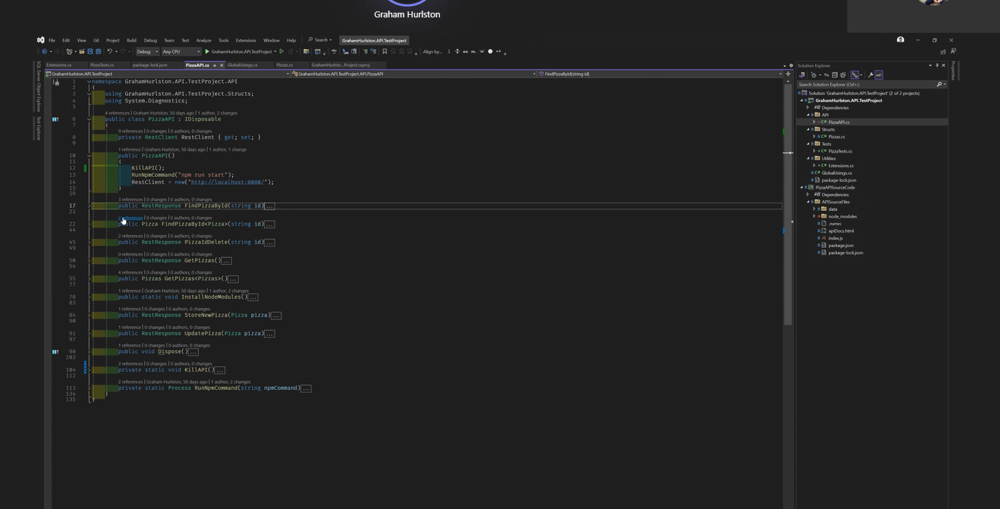 Graham Hurlston
File Edit View Git Project Build Debug Team Test Analyze Tools Extensions Window Help Search GrahamHurlston.API.TestProject
Debug Any CPU GrahamHurlston.API.TestProject Align by...
Extensions.cs PizzaTests.cs package-lock.json PizzaAPI.cs GlobalUsings.cs Pizzas.cs GrahamHurlsto...Project.csproj
GrahamHurlston.API.TestProject GrahamHurlston.API.TestProject.API.PizzaAPI FindPizzaById(string id)
SQL Server Object Explorer
Test Explorer
1 namespace GrahamHurlston.API.TestProject.API
2 {
3 using GrahamHurlston.API.TestProject.Structs;
4 using System.Diagnostics;
5
4 references | Graham Hurlston, 50 days ago | 1 author, 2 changes
6 public class PizzaAPI : IDisposable
7 {
9 references | 0 changes | 0 authors, 0 changes
8 private RestClient RestClient { get; set; }
9
1 reference | Graham Hurlston, 50 days ago | 1 author, 1 change
10 public PizzaAPI()
11 {
12 KillAPI();
13 RunNpmCommand("npm run start");
14 RestClient = new("http://localhost:8080/");
15 }
16
3 references | 0 changes | 0 authors, 0 changes
17 public RestResponse FindPizzaById(string id)...
21
2 references | 0 changes | 0 authors, 0 changes
22 public Pizza FindPizzaById<Pizza>(string id)...
44
2 references | 0 changes | 0 authors, 0 changes
45 public RestResponse PizzaIdDelete(string id)...
49
0 references | 0 changes | 0 authors, 0 changes
50 public RestResponse GetPizzas()...
54
4 references | 0 changes | 0 authors, 0 changes
55 public Pizzas GetPizzas<Pizzas>()...
77
1 reference | Graham Hurlston, 50 days ago | 1 author, 2 changes
78 public static void InstallNodeModules()...
83
1 reference | 0 changes | 0 authors, 0 changes
84 public RestResponse StoreNewPizza(Pizza pizza)...
90
1 reference | 0 changes | 0 authors, 0 changes
91 public RestResponse UpdatePizza(Pizza pizza)...
97
1 reference | 0 changes | 0 authors, 0 changes
98 public void Dispose()...
103
2 references | 0 changes | 0 authors, 0 changes
104 private static void KillAPI()...
112
2 references | Graham Hurlston, 50 days ago | 1 author, 2 changes
113 private static Process RunNpmCommand(string npmCommand)...
134 }
135 }
Solution Explorer
Search Solution Explorer (Ctrl+;)
Solution 'GrahamHurlston.API.TestProject' (2 of 2 projects)
GrahamHurlston.API.TestProject
Dependencies
API
PizzaAPI.cs
Structs
Pizzas.cs
Tests
PizzaTests.cs
Utilities
Extensions.cs
GlobalUsings.cs
package-lock.json
PizzaAPISourceCode
Dependencies
APISourceFiles
data
node_modules
.nvmrc
apiDocs.html
index.js
package.json
package-lock.json
Properties